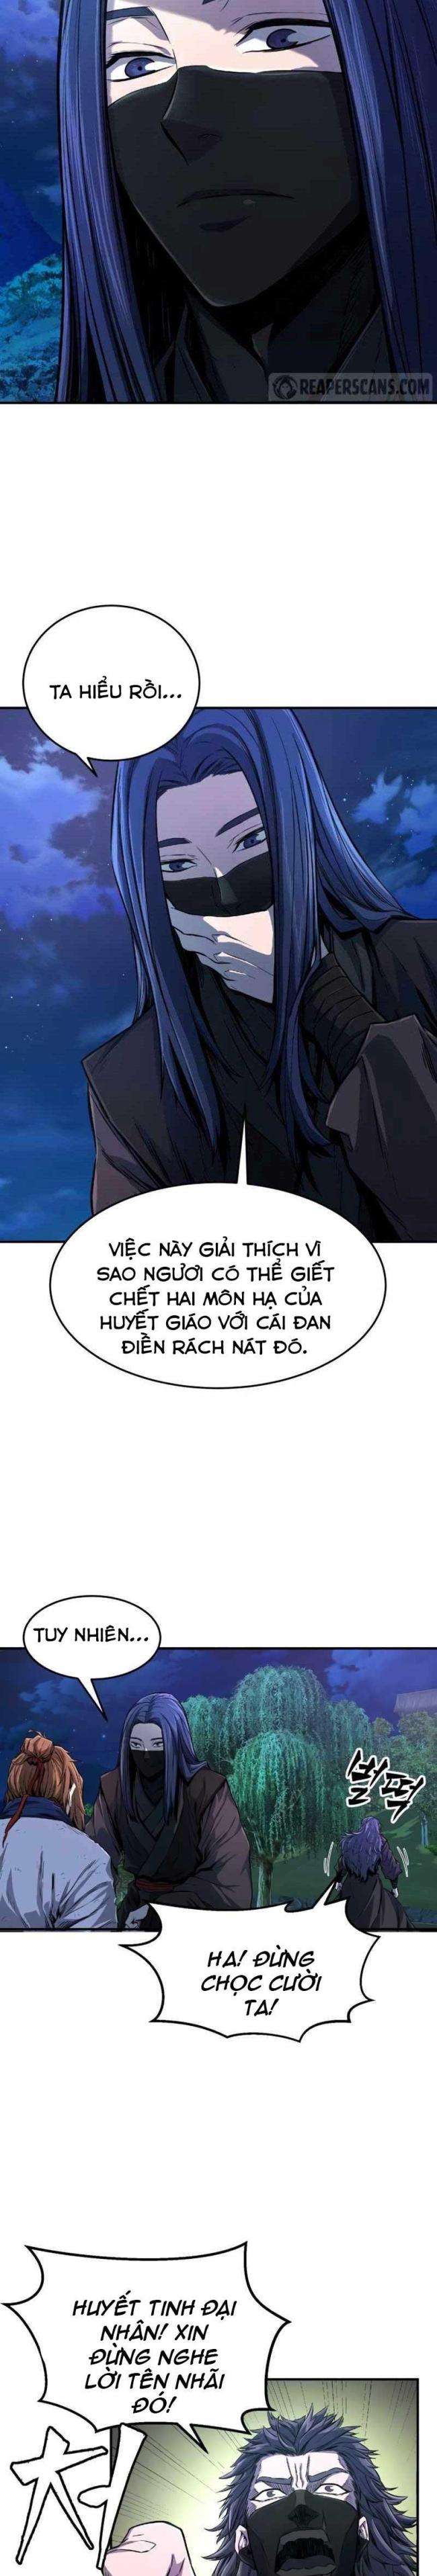 REAPERSCANS.COM
TA HIỂU RỒI...
VIỆC NÀY GIẢI THÍCH VÌ
SAO NGƯƠI CÓ THỂ GIẾT
CHẾT HAI MÔN HẠ CỦA
HUYẾT GIÁO VỚI CÁI ĐAN
ĐIỀN RÁCH NÁT ĐÓ.
TUY NHIÊN...
벌떡
HA! ĐỪNG
CHỌC CƯỜI
TA!
HUYẾT TINH ĐẠI
NHÂN! XIN
ĐỪNG NGHE
LỜI TÊN NHÃI
ĐÓ!